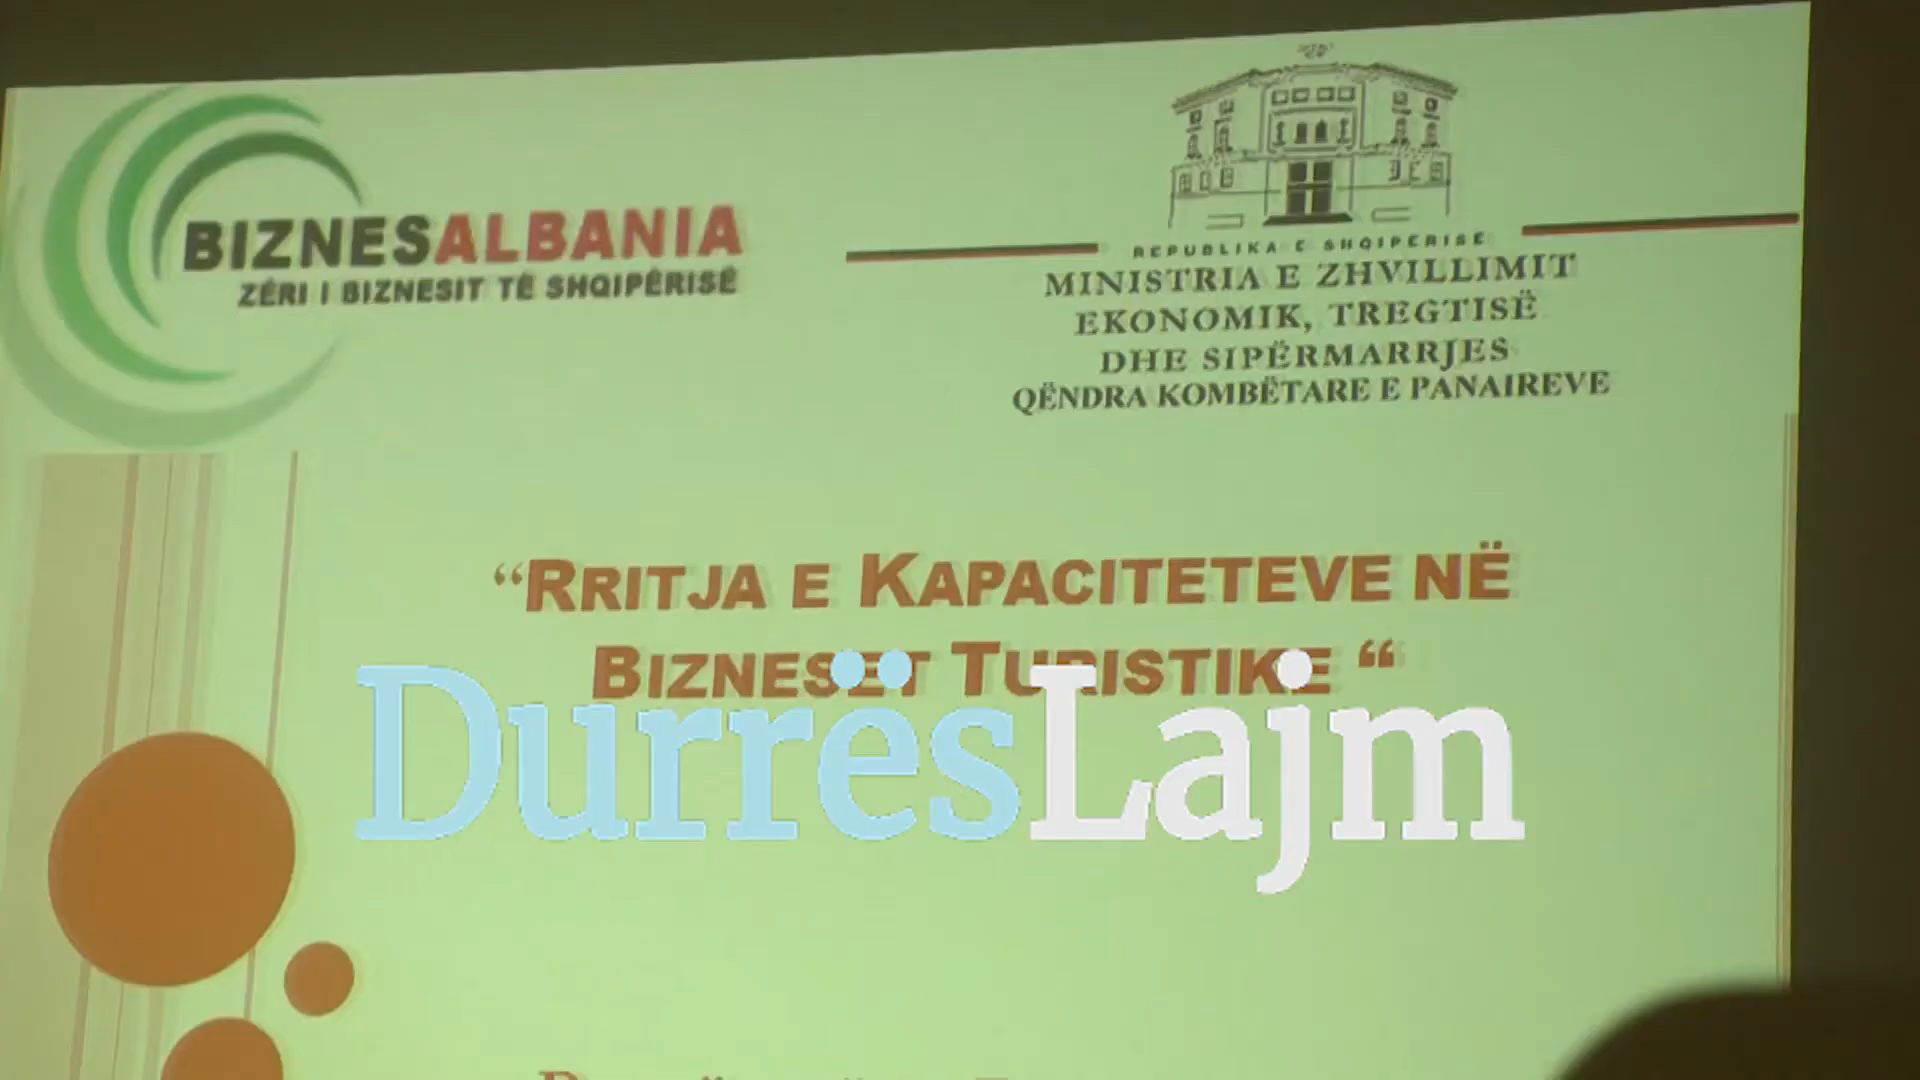 BIZNESALBANIA
ZËRI I BIZNESIT TË SHQIPËRISË
REPUBLIKA E SHQIPËRISË
MINISTRIA E ZHVILLIMIT
EKONOMIK, TREGTISË
DHE SIPËRMARRJES
QËNDRA KOMBËTARE E PANAIREVE
“RRITJA E KAPACITETEVE NË
BIZNESET TURISTIKE “
DurrësLajm